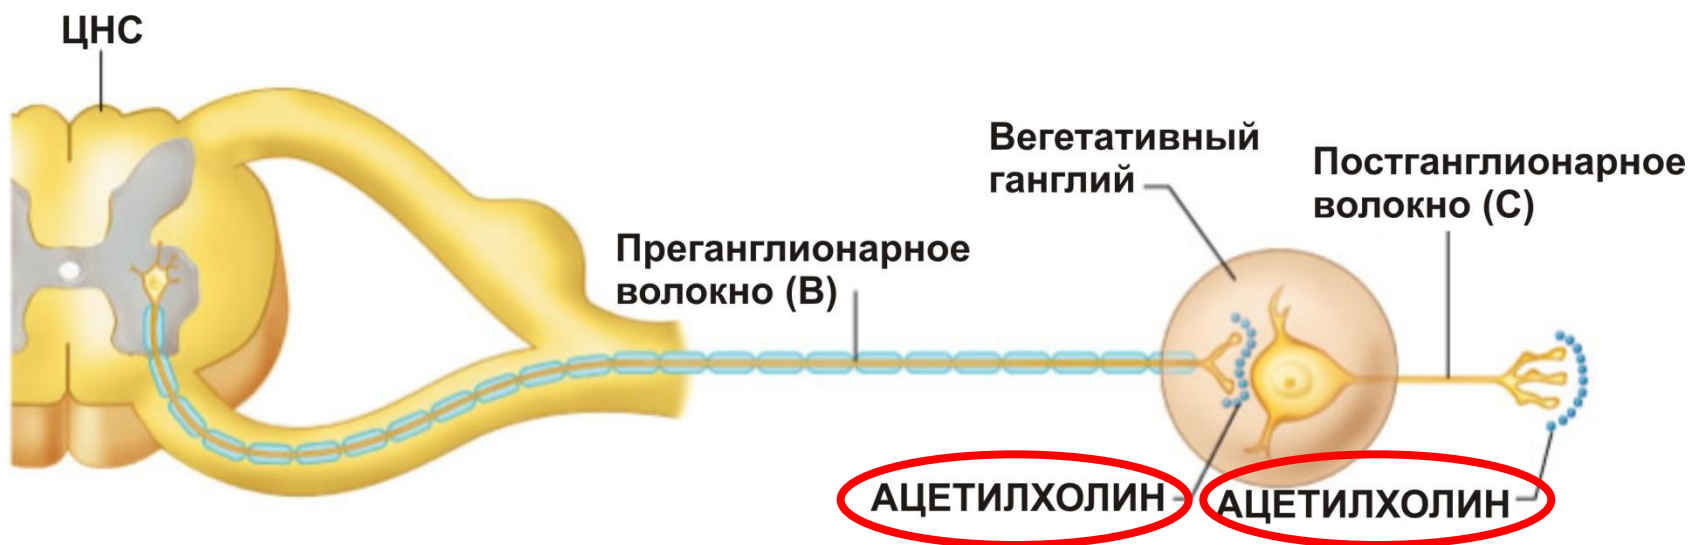 ЦНС
Вегетативный
ганглий
Постганглионарное
волокно (С)
Преганглионарное
волокно (В)
АЦЕТИЛХОЛИН
АЦЕТИЛХОЛИН